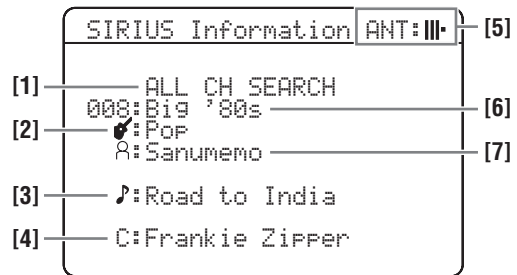 SIRIUS Information ANT: [5]
[1] ALL CH SEARCH
008:Big '80s [6]
[2] :Pop
:Sanumemo [7]
[3] ♪:Road to India
[4] C:Frankie Zipper